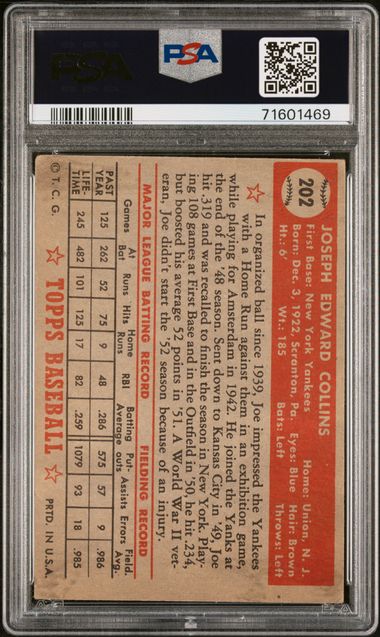 PSA
PSA
71601469
202
JOSEPH EDWARD COLLINS
First Base: New York Yankees Home: Union, N. J.
Born: Dec. 3, 1922, Scranton, Pa. Eyes: Blue Hair: Brown
Ht.: 6' Wt.: 185 Bats: Left Throws: Left
In organized ball since 1939, Joe impressed the Yankees
with a Home Run against them in an exhibition game,
while playing for Amsterdam in 1942. He joined the Yanks at
the end of the '48 season. Sent down to Kansas City in '49, Joe
hit .319 and was recalled to finish the season in New York. Play-
ing 108 games at First Base and in the Outfield in '50, he hit .234,
but boosted his average 52 points in '51. A World War II vet-
eran, Joe didn't start the '52 season because of an injury.
MAJOR LEAGUE BATTING RECORD FIELDING RECORD
Games At Bat Runs Hits Home Runs RBI Batting Average Put-outs Assists Errors Field. Avg.
PAST YEAR 125 262 52 75 9 48 .286 575 57 9 .986
LIFE-TIME 245 482 101 125 17 82 .259 1079 93 18 .985
© T. C. G. TOPPS BASEBALL PRTD. IN U.S.A.